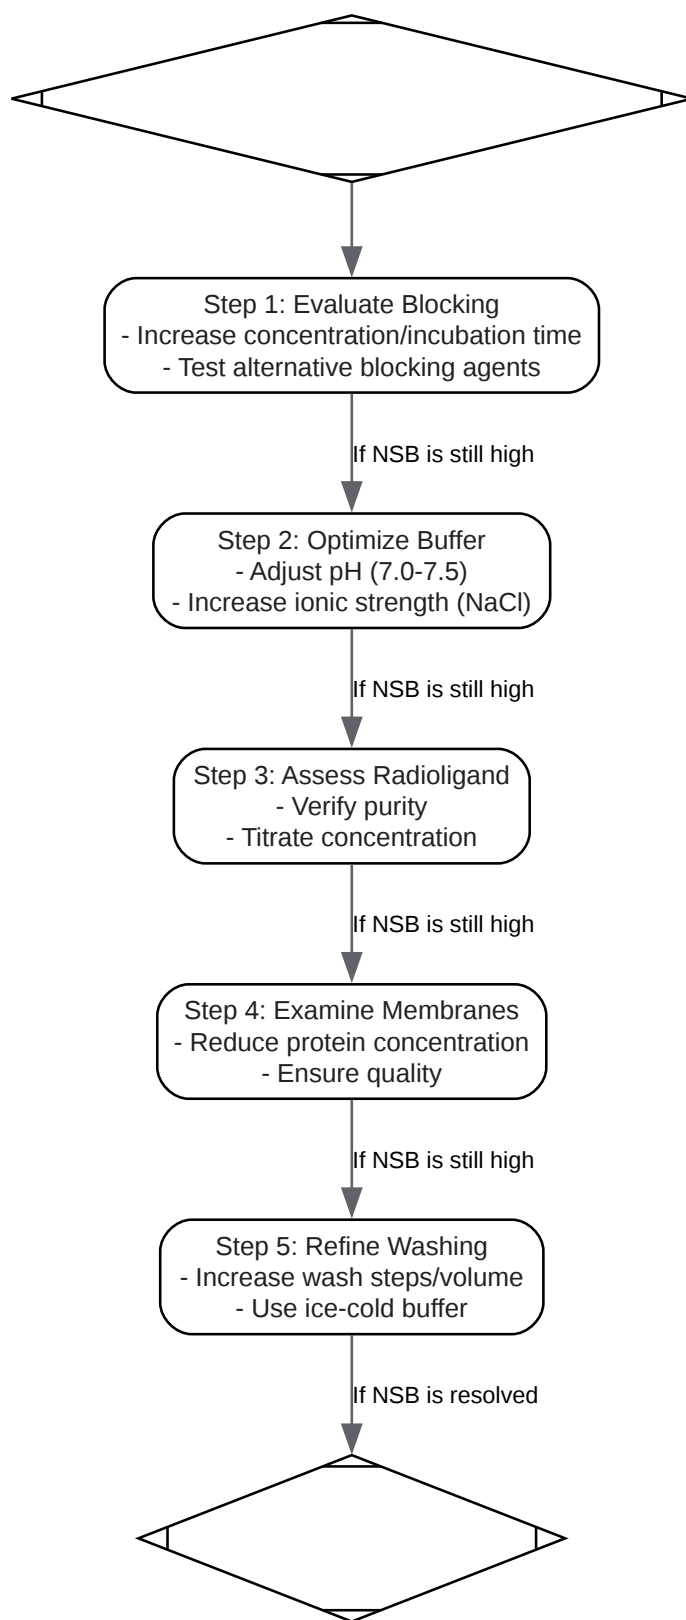 Step 1: Evaluate Blocking
- Increase concentration/incubation time
- Test alternative blocking agents
If NSB is still high
Step 2: Optimize Buffer
- Adjust pH (7.0-7.5)
- Increase ionic strength (NaCl)
If NSB is still high
Step 3: Assess Radioligand
- Verify purity
- Titrate concentration
If NSB is still high
Step 4: Examine Membranes
- Reduce protein concentration
- Ensure quality
If NSB is still high
Step 5: Refine Washing
- Increase wash steps/volume
- Use ice-cold buffer
If NSB is resolved